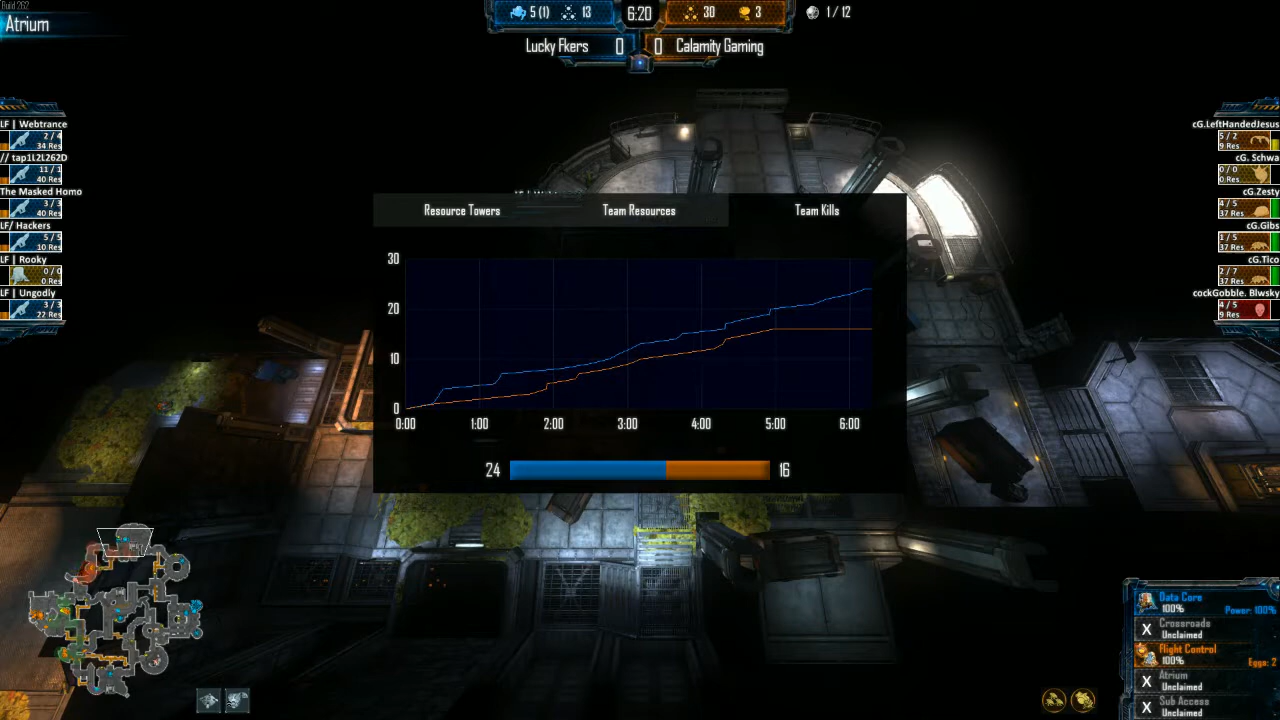 Build 262
Atrium
5 (1) 13 6:20 30 3 1 / 12
Lucky Fkers 0 0 Calamity Gaming
LF | Webtrance
2 / 4
34 Res
// tap1L2L262D
11 / 1
40 Res
The Masked Homo
3 / 3
40 Res
LF/ Hackers
5 / 5
10 Res
LF | Rooky
0 / 0
0 Res
LF | Ungodly
3 / 3
22 Res
cG.LeftHandedJesus
5 / 2
9 Res
cG. Schwa
0 / 0
0 Res
cG.Zesty
4 / 5
37 Res
cG.Gibs
1 / 5
37 Res
cG.Tico
2 / 7
37 Res
cockGobble. Blwsky
4 / 5
9 Res
Resource Towers Team Resources Team Kills
30
20
10
0
0:00 1:00 2:00 3:00 4:00 5:00 6:00
24 16
Data Core
100% Power: 100%
Crossroads
Unclaimed
Flight Control
100% Eggs: 2
Atrium
Unclaimed
Sub Access
Unclaimed